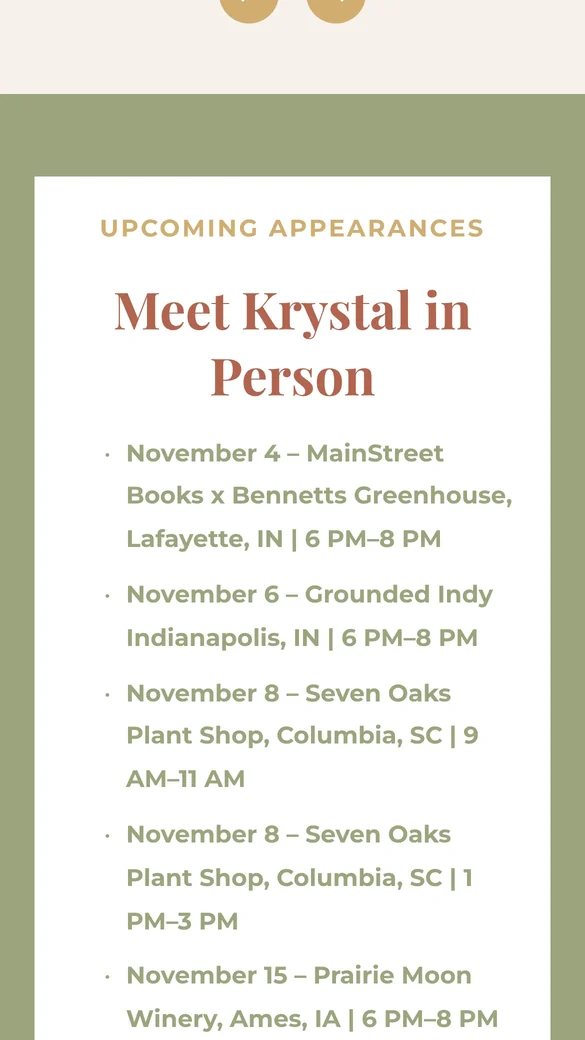 UPCOMING APPEARANCES
Meet Krystal in
Person
· November 4 – MainStreet
Books x Bennetts Greenhouse,
Lafayette, IN | 6 PM–8 PM
· November 6 – Grounded Indy
Indianapolis, IN | 6 PM–8 PM
· November 8 – Seven Oaks
Plant Shop, Columbia, SC | 9
AM–11 AM
· November 8 – Seven Oaks
Plant Shop, Columbia, SC | 1
PM–3 PM
· November 15 – Prairie Moon
Winery, Ames, IA | 6 PM–8 PM